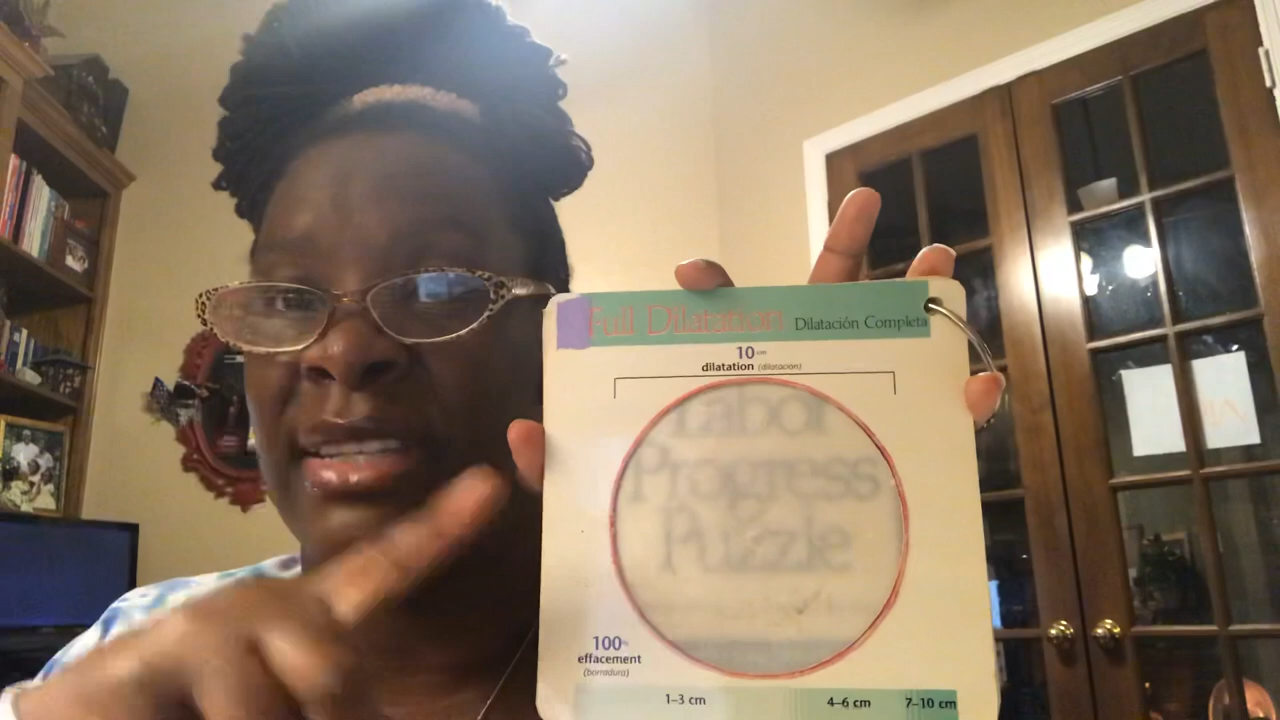 Full Dilatation Dilatación Completa
10 cm
dilatation (dilatación)
Labor
Progress
Puzzle
100%
effacement
(borradura)
1–3 cm 4–6 cm 7–10 cm